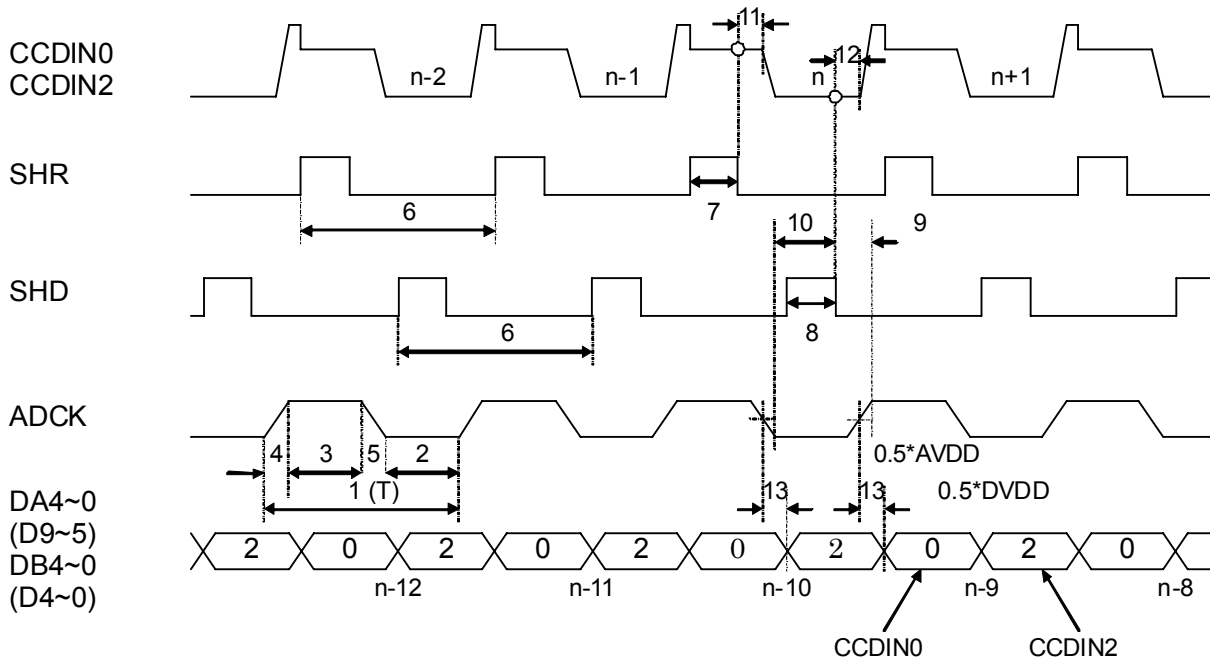 CCDIN0
CCDIN2
n-2
n-1
11
n
12
n+1
SHR
6
7
10
9
SHD
6
8
ADCK
4
3
5
2
1 (T)
0.5*AVDD
13
13
0.5*DVDD
DA4~0
(D9~5)
DB4~0
(D4~0)
2
0
2
0
2
0
2
0
2
0
n-12
n-11
n-10
n-9
n-8
CCDIN0
CCDIN2